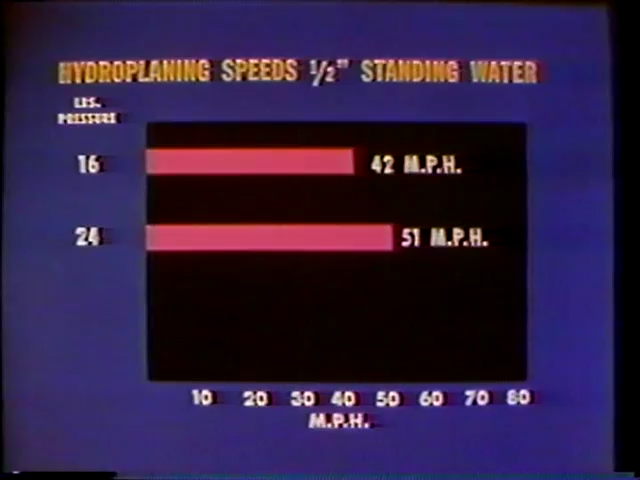 HYDROPLANING SPEEDS 1/2" STANDING WATER
LBS.
PRESSURE
16 42 M.P.H.
24 51 M.P.H.
10 20 30 40 50 60 70 80
M.P.H.